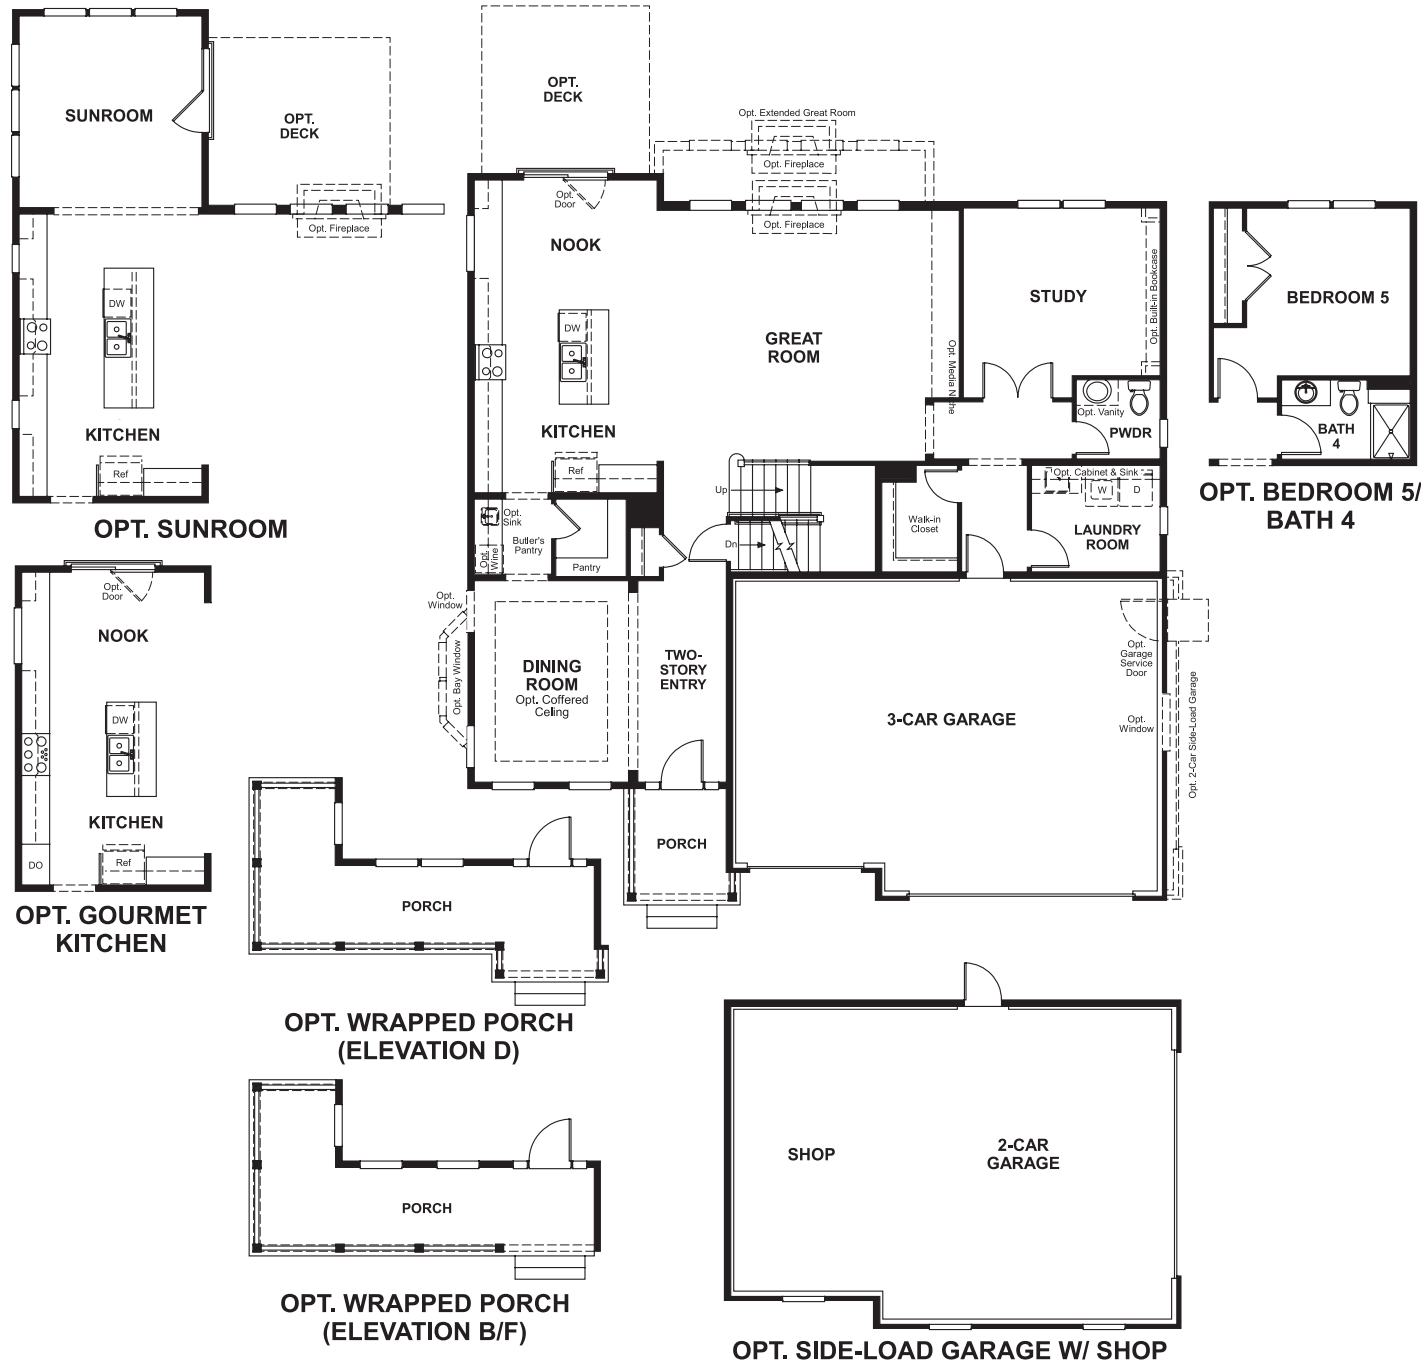 SUNROOM
OPT.
DECK
Opt. Fireplace
DW
KITCHEN
Ref
OPT. SUNROOM
Opt.
Door
NOOK
DW
KITCHEN
DO
Ref
OPT. GOURMET
KITCHEN
OPT.
DECK
Opt. Extended Great Room
Opt. Fireplace
Opt. Fireplace
Opt.
Door
NOOK
DW
GREAT
ROOM
KITCHEN
Ref
Opt. Media Niche
STUDY
Opt. Built-in Bookcase
Opt. Vanity
PWDR
Opt. Cabinet & Sink
W
D
LAUNDRY
ROOM
Walk-in
Closet
Up
Dn
Opt.
Sink
Butler's
Pantry
Opt.
Wine
Pantry
Opt.
Window
Opt. Bay Window
DINING
ROOM
Opt. Coffered
Celing
TWO-
STORY
ENTRY
3-CAR GARAGE
Opt.
Garage
Service
Door
Opt.
Window
Opt. 2-Car Side-Load Garage
PORCH
BEDROOM 5
BATH
4
OPT. BEDROOM 5/
BATH 4
PORCH
OPT. WRAPPED PORCH
(ELEVATION D)
PORCH
OPT. WRAPPED PORCH
(ELEVATION B/F)
SHOP
2-CAR
GARAGE
OPT. SIDE-LOAD GARAGE W/ SHOP